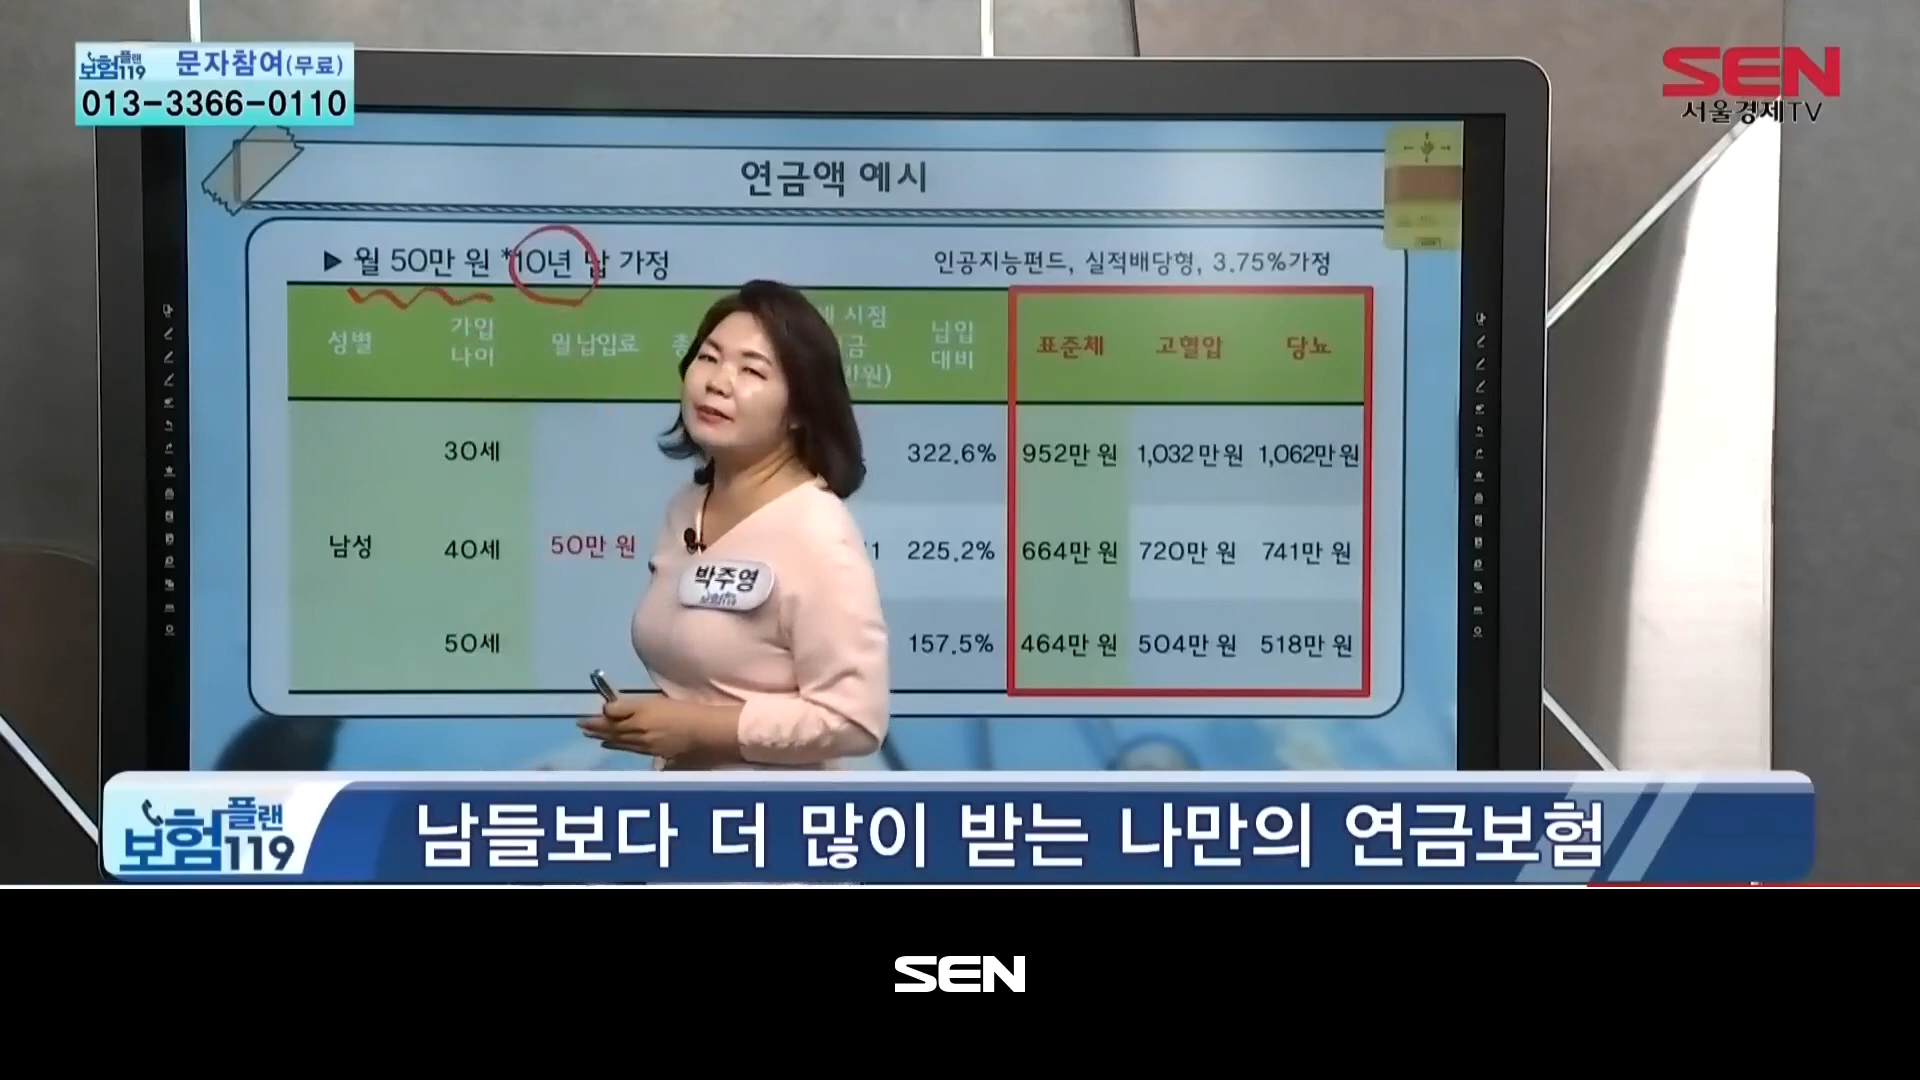 보험플랜119 문자참여(무료)
013-3366-0110
SEN
서울경제TV
연금액 예시
▶ 월 50만 원 *10년 납 가정
인공지능펀드, 실적배당형, 3.75%가정
성별 가입 나이 월 납입료 시점 납입 대비 표준체 고혈압 당뇨
30세 322.6% 952만 원 1,032만 원 1,062만 원
남성 40세 50만 원 225.2% 664만 원 720만 원 741만 원
50세 157.5% 464만 원 504만 원 518만 원
박주영
보험플랜119
남들보다 더 많이 받는 나만의 연금보험
SEN